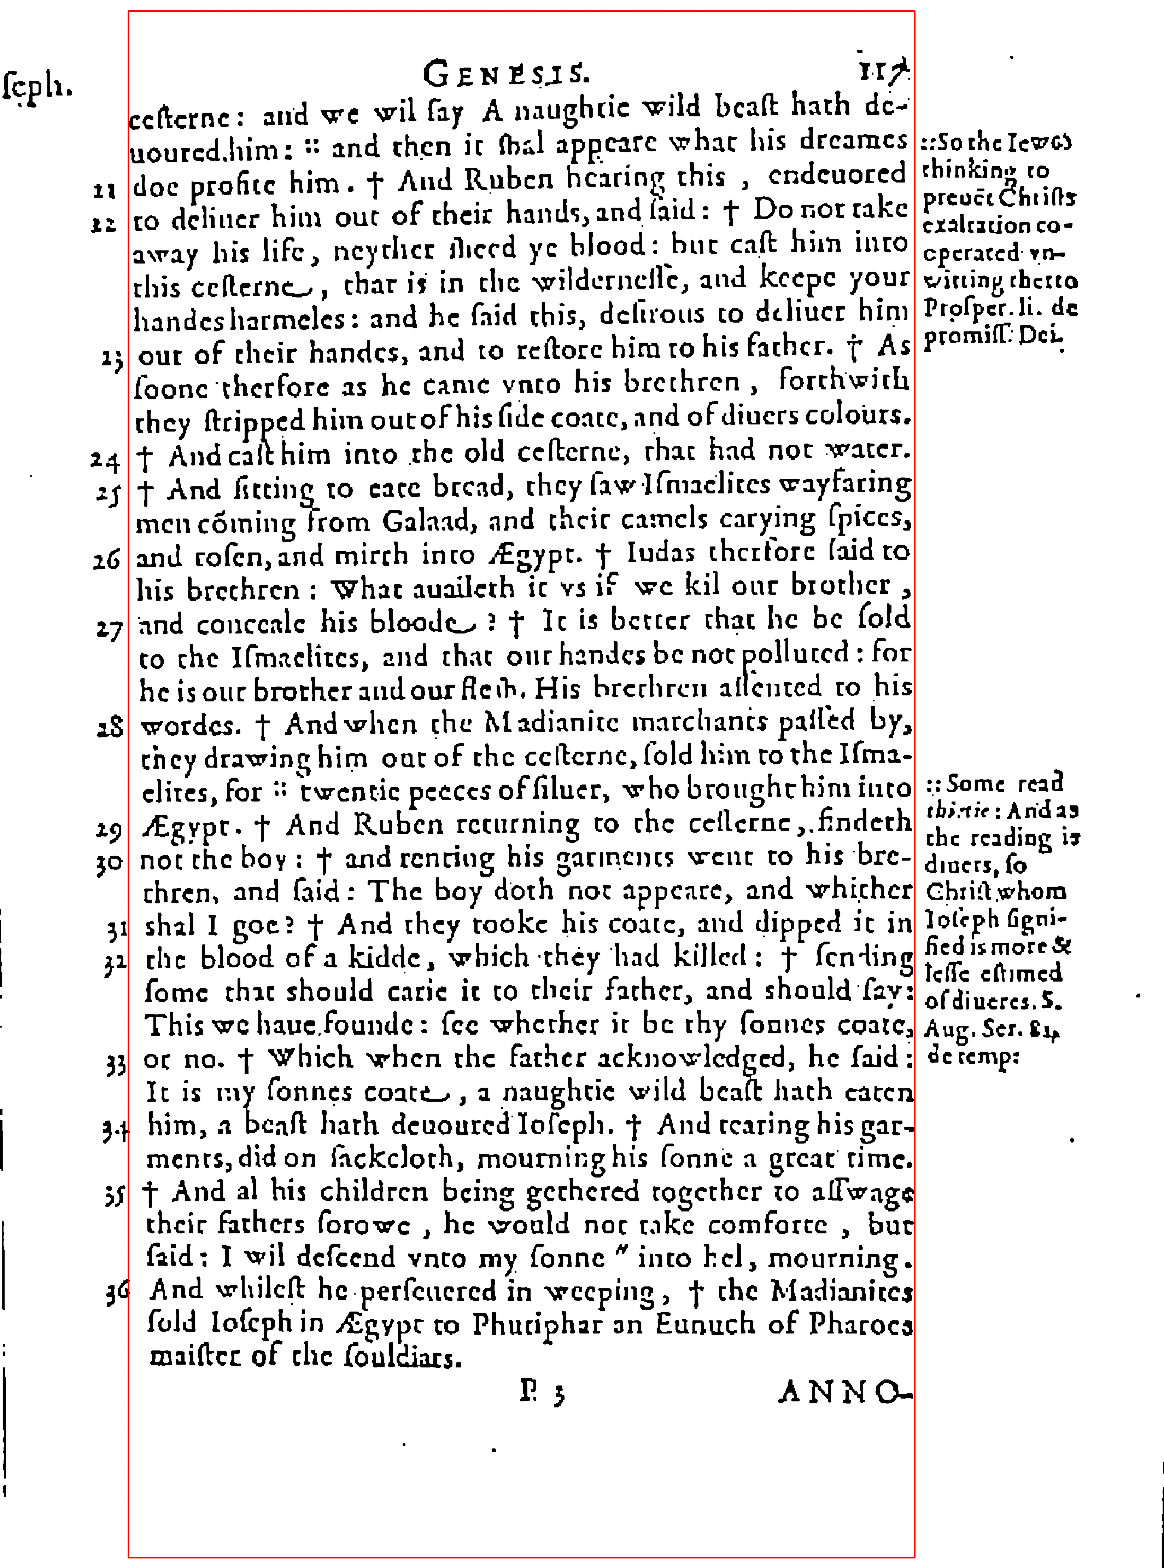 ſeph.
GENESIS. 117
ceſterne: and we wil ſay A naughtie wild beaſt hath de-
uoured him: :: and then it ſhal appeare what his dreames
21 doe profite him. † And Ruben hearing this, endeuored
22 to deliuer him out of their hands, and ſaid: † Do not take
away his life, neyther ſheed ye blood: but caſt him into
this ceſterne, that is in the wilderneſſe, and keepe your
handes harmeles: and he ſaid this, deſirous to deliuer him
23 out of their handes, and to reſtore him to his father. † As
ſoone therfore as he came vnto his brethren, forthwith
they ſtripped him out of his ſide coate, and of diuers colours.
24 † And caſt him into the old ceſterne, that had not water.
25 † And ſitting to eate bread, they ſaw Iſmaelites wayfaring
men cōming from Galaad, and their camels carying ſpices,
26 and roſen, and mirrh into Ægypt. † Iudas therfore ſaid to
his brethren: What auaileth it vs if we kil our brother,
27 and conceale his bloode? † It is better that he be ſold
to the Iſmaelites, and that our handes be not polluted: for
he is our brother and our fleſh. His brethren aſſented to his
28 wordes. † And when the Madianite marchants paſſed by,
they drawing him out of the ceſterne, ſold him to the Iſma-
elites, for :: twentie peeces of ſiluer, who brought him into
29 Ægypt. † And Ruben returning to the ceſterne, findeth
30 not the boy: † and renting his garments went to his bre-
thren, and ſaid: The boy doth not appeare, and whither
31 shal I goe? † And they tooke his coate, and dipped it in
32 the blood of a kidde, which they had killed: † ſending
ſome that should carie it to their father, and should ſay:
This we haue founde: ſee whether it be thy ſonnes coate,
33 or no. † Which when the father acknowledged, he ſaid:
It is my ſonnes coate, a naughtie wild beaſt hath eaten
34 him, a beaſt hath deuoured Ioſeph. † And tearing his gar-
ments, did on ſackcloth, mourning his ſonne a great time.
35 † And al his children being gethered together to aſſwage
their fathers ſorowe, he would not take comforte, but
ſaid: I wil deſcend vnto my ſonne " into hel, mourning.
36 And whileſt he perſeuered in weeping, † the Madianites
ſold Ioſeph in Ægypt to Phutiphar an Eunuch of Pharoes
maiſter of the ſouldiars.
P 3 ANNO-
::So the Iewes
thinking to
preuēt Chriſts
exaltation co-
operated vn-
witting therto
Proſper. li. de
promiſſ. Dei.
:: Some read
thirtie: And as
the reading is
diuers, ſo
Chriſt whom
Ioſeph ſigni-
fied is more &
leſſe eſtimed
of diueres. S.
Aug. Ser. 81.
de temp: